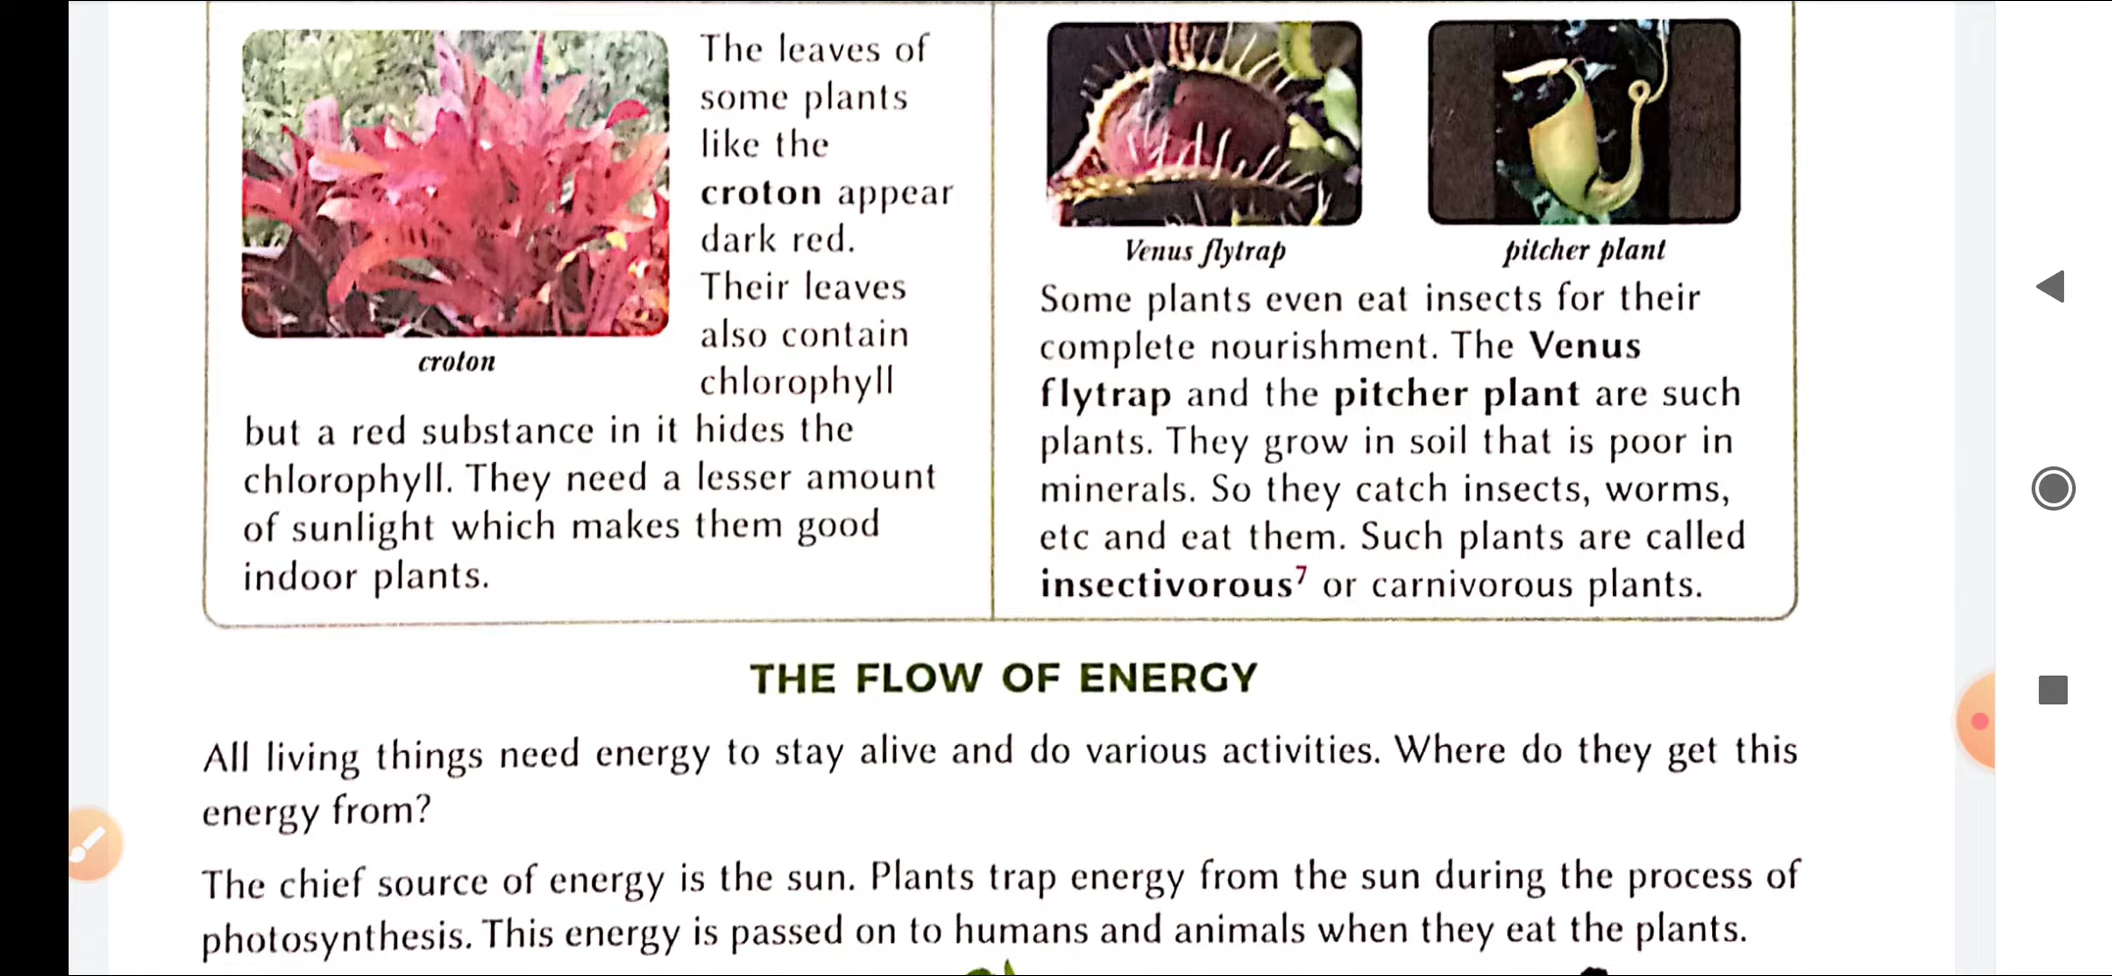 The leaves of
some plants
like the
croton appear
dark red.
Their leaves
also contain
chlorophyll
croton
but a red substance in it hides the
chlorophyll. They need a lesser amount
of sunlight which makes them good
indoor plants.
Venus flytrap
pitcher plant
Some plants even eat insects for their
complete nourishment. The Venus
flytrap and the pitcher plant are such
plants. They grow in soil that is poor in
minerals. So they catch insects, worms,
etc and eat them. Such plants are called
insectivorous⁷ or carnivorous plants.
THE FLOW OF ENERGY
All living things need energy to stay alive and do various activities. Where do they get this
energy from?
The chief source of energy is the sun. Plants trap energy from the sun during the process of
photosynthesis. This energy is passed on to humans and animals when they eat the plants.